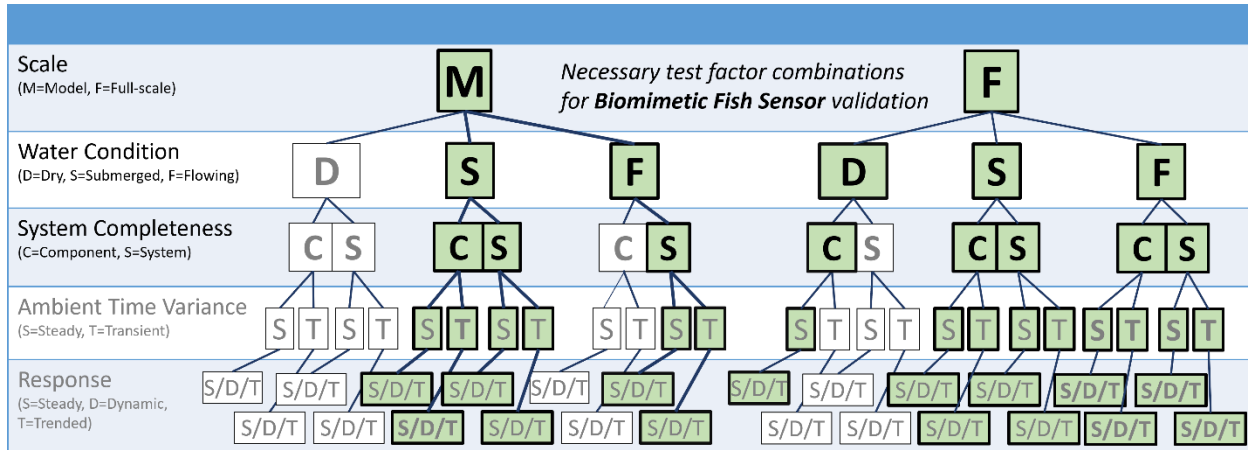 Scale
(M=Model, F=Full-scale)
M
Necessary test factor combinations
for Biomimetic Fish Sensor validation
F
Water Condition
(D=Dry, S=Submerged, F=Flowing)
D S F D S F
System Completeness
(C=Component, S=System)
C S C S C S C S C S C S
Ambient Time Variance
(S=Steady, T=Transient)
S T S T S T S T S T S T S T S T S T S T S T S T
Response
(S=Steady, D=Dynamic,
T=Trended)
S/D/T S/D/T S/D/T S/D/T S/D/T S/D/T S/D/T S/D/T S/D/T S/D/T S/D/T S/D/T
S/D/T S/D/T S/D/T S/D/T S/D/T S/D/T S/D/T S/D/T S/D/T S/D/T S/D/T S/D/T